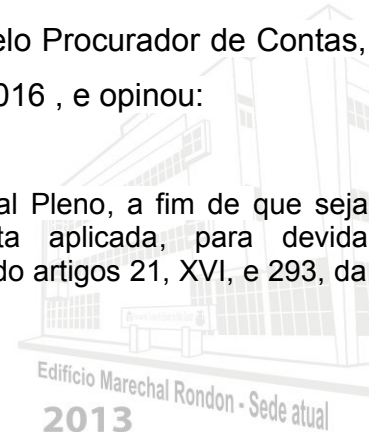 elo Procurador de Contas,
016 , e opinou:
al Pleno, a fim de que seja
ta aplicada, para devida
do artigos 21, XVI, e 293, da
Edifício Marechal Rondon - Sede atual
2013